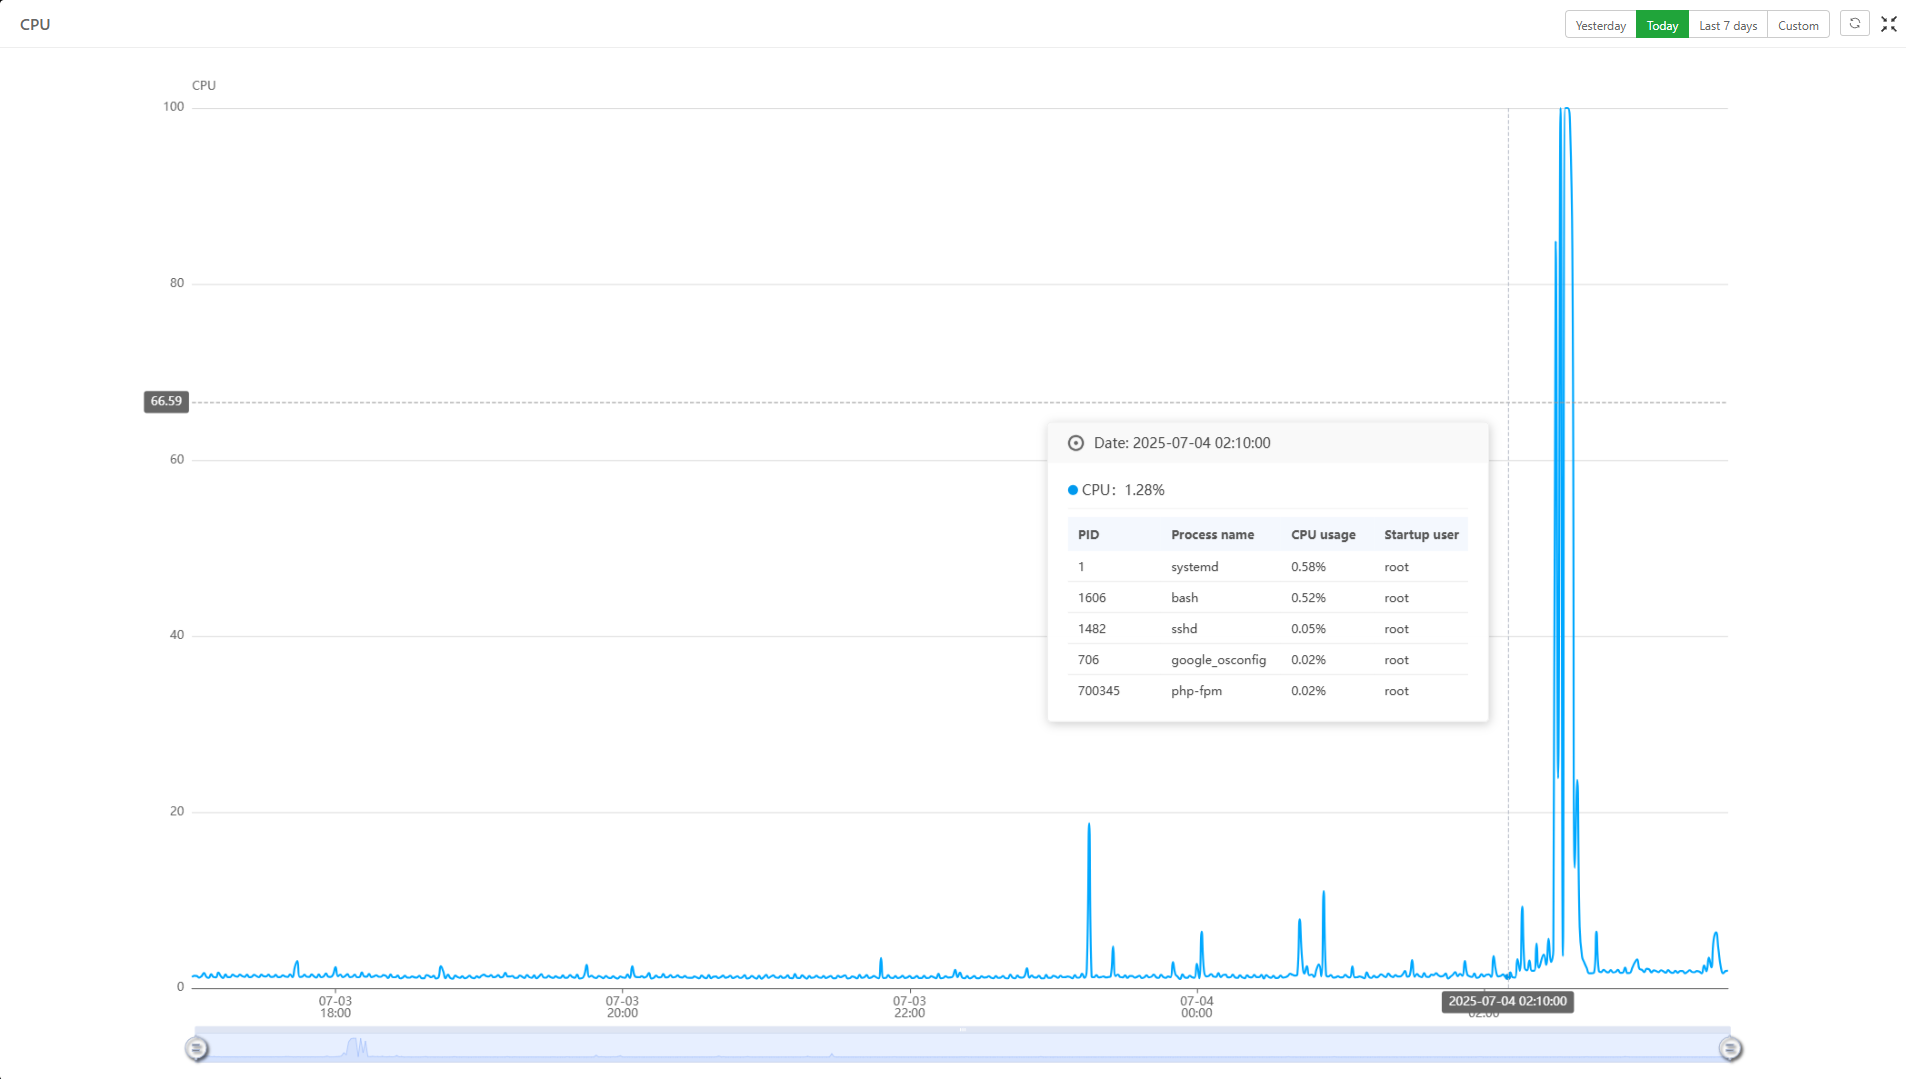 CPU
Yesterday Today Last 7 days Custom
CPU
100
80
66.59
60
40
20
0
Date: 2025-07-04 02:10:00
CPU: 1.28%
PID Process name CPU usage Startup user
1 systemd 0.58% root
1606 bash 0.52% root
1482 sshd 0.05% root
706 google_osconfig 0.02% root
700345 php-fpm 0.02% root
07-03 07-03 07-03 07-04 2025-07-04 02:10:00
18:00 20:00 22:00 00:00 02:00